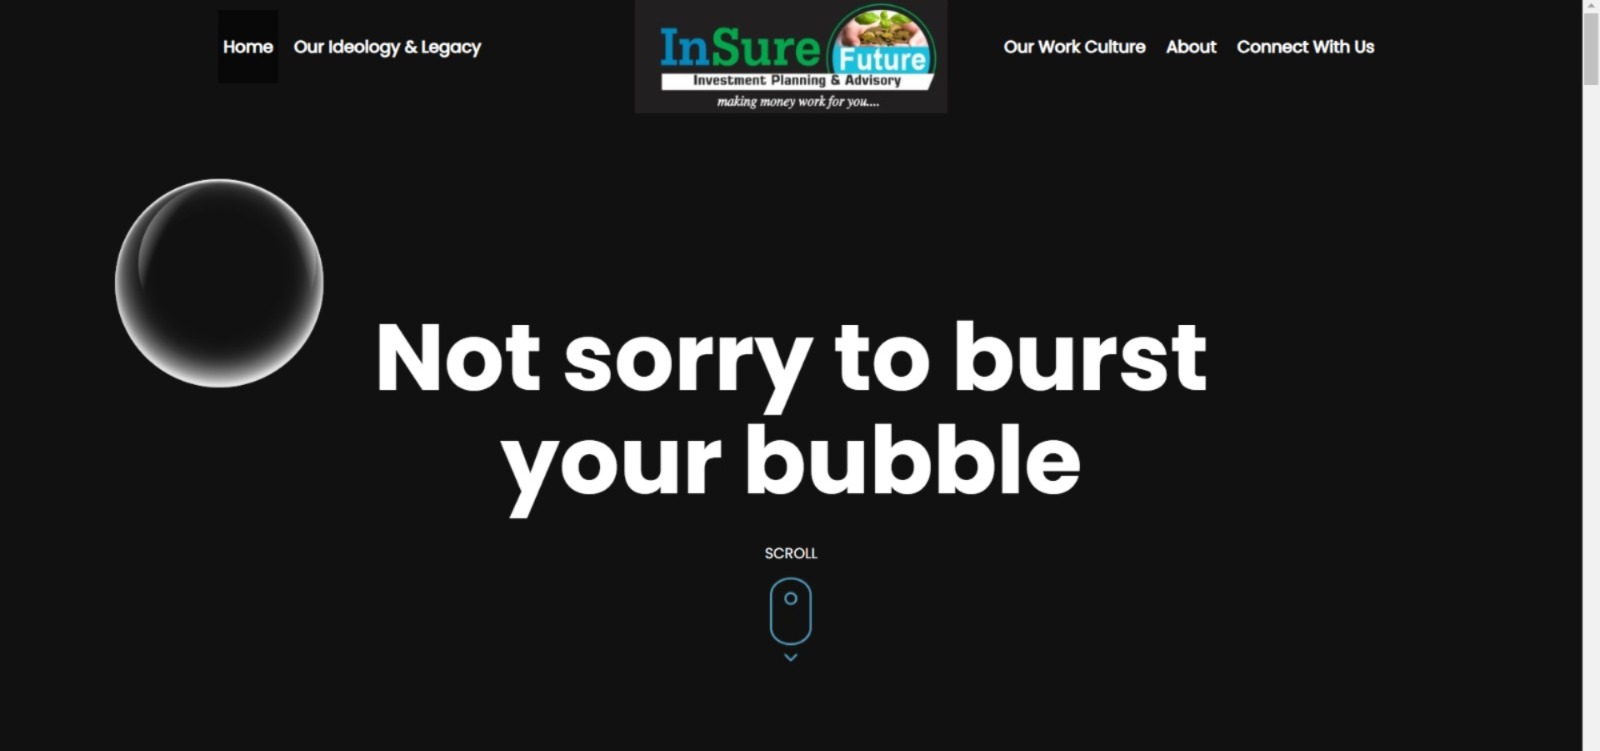 Home Our Ideology & Legacy
InSure Future
Investment Planning & Advisory
making money work for you....
Our Work Culture About Connect With Us
Not sorry to burst
your bubble
SCROLL